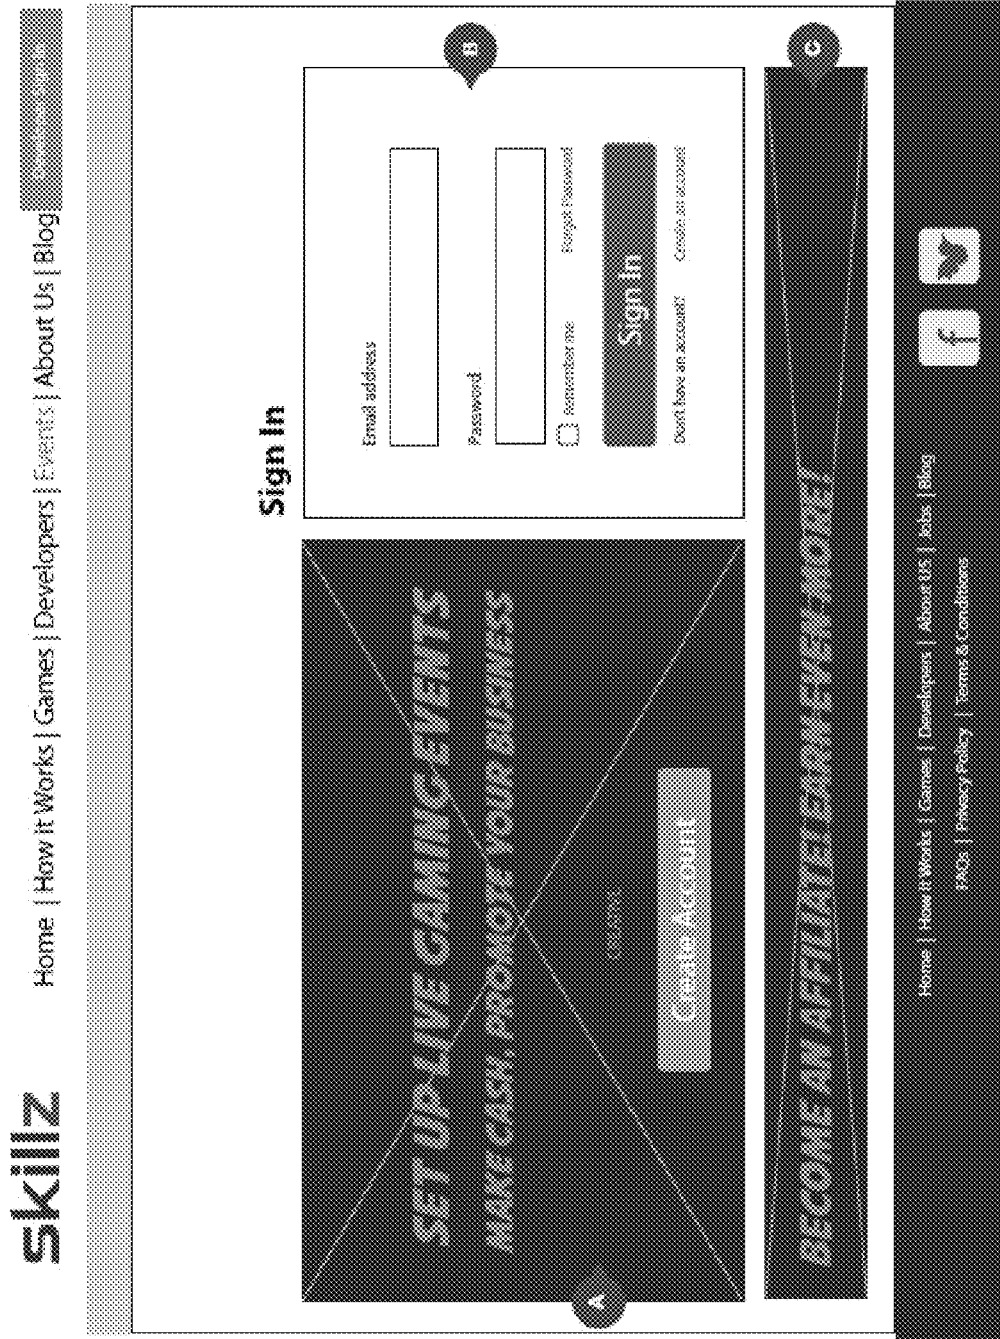 skillz
Home | How it Works | Games | Developers | Events | About Us | Blog
Sign In
SET UP LIVE GAMING EVENTS
MAKE CASH. PROMOTE YOUR BUSINESS
CREATIVE
Create Account
A
Email address
Password
Remember me Forgot Password
Sign In
Don't have an account? Create an account
B
BECOME AN AFFILIATE! EARN EVEN MORE!
C
Home | How it Works | Games | Developers | About US | Jobs | Blog
FAQs | Privacy Policy | Terms & Conditions
f